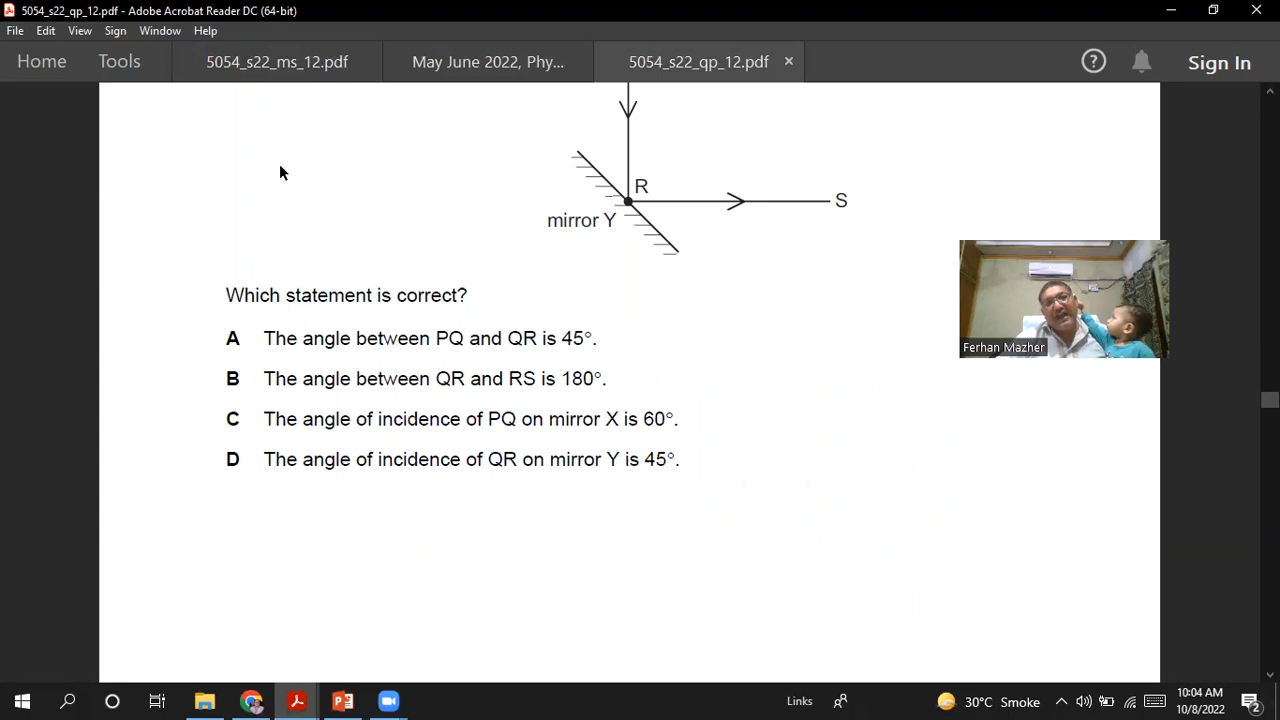 5054_s22_qp_12.pdf - Adobe Acrobat Reader DC (64-bit)
File Edit View Sign Window Help
Home Tools 5054_s22_ms_12.pdf May June 2022, Phy... 5054_s22_qp_12.pdf × ? Sign In
R
S
mirror Y
Which statement is correct?
A The angle between PQ and QR is 45°.
B The angle between QR and RS is 180°.
C The angle of incidence of PQ on mirror X is 60°.
D The angle of incidence of QR on mirror Y is 45°.
Ferhan Mazher
Links
30°C Smoke
10:04 AM
10/8/2022
2